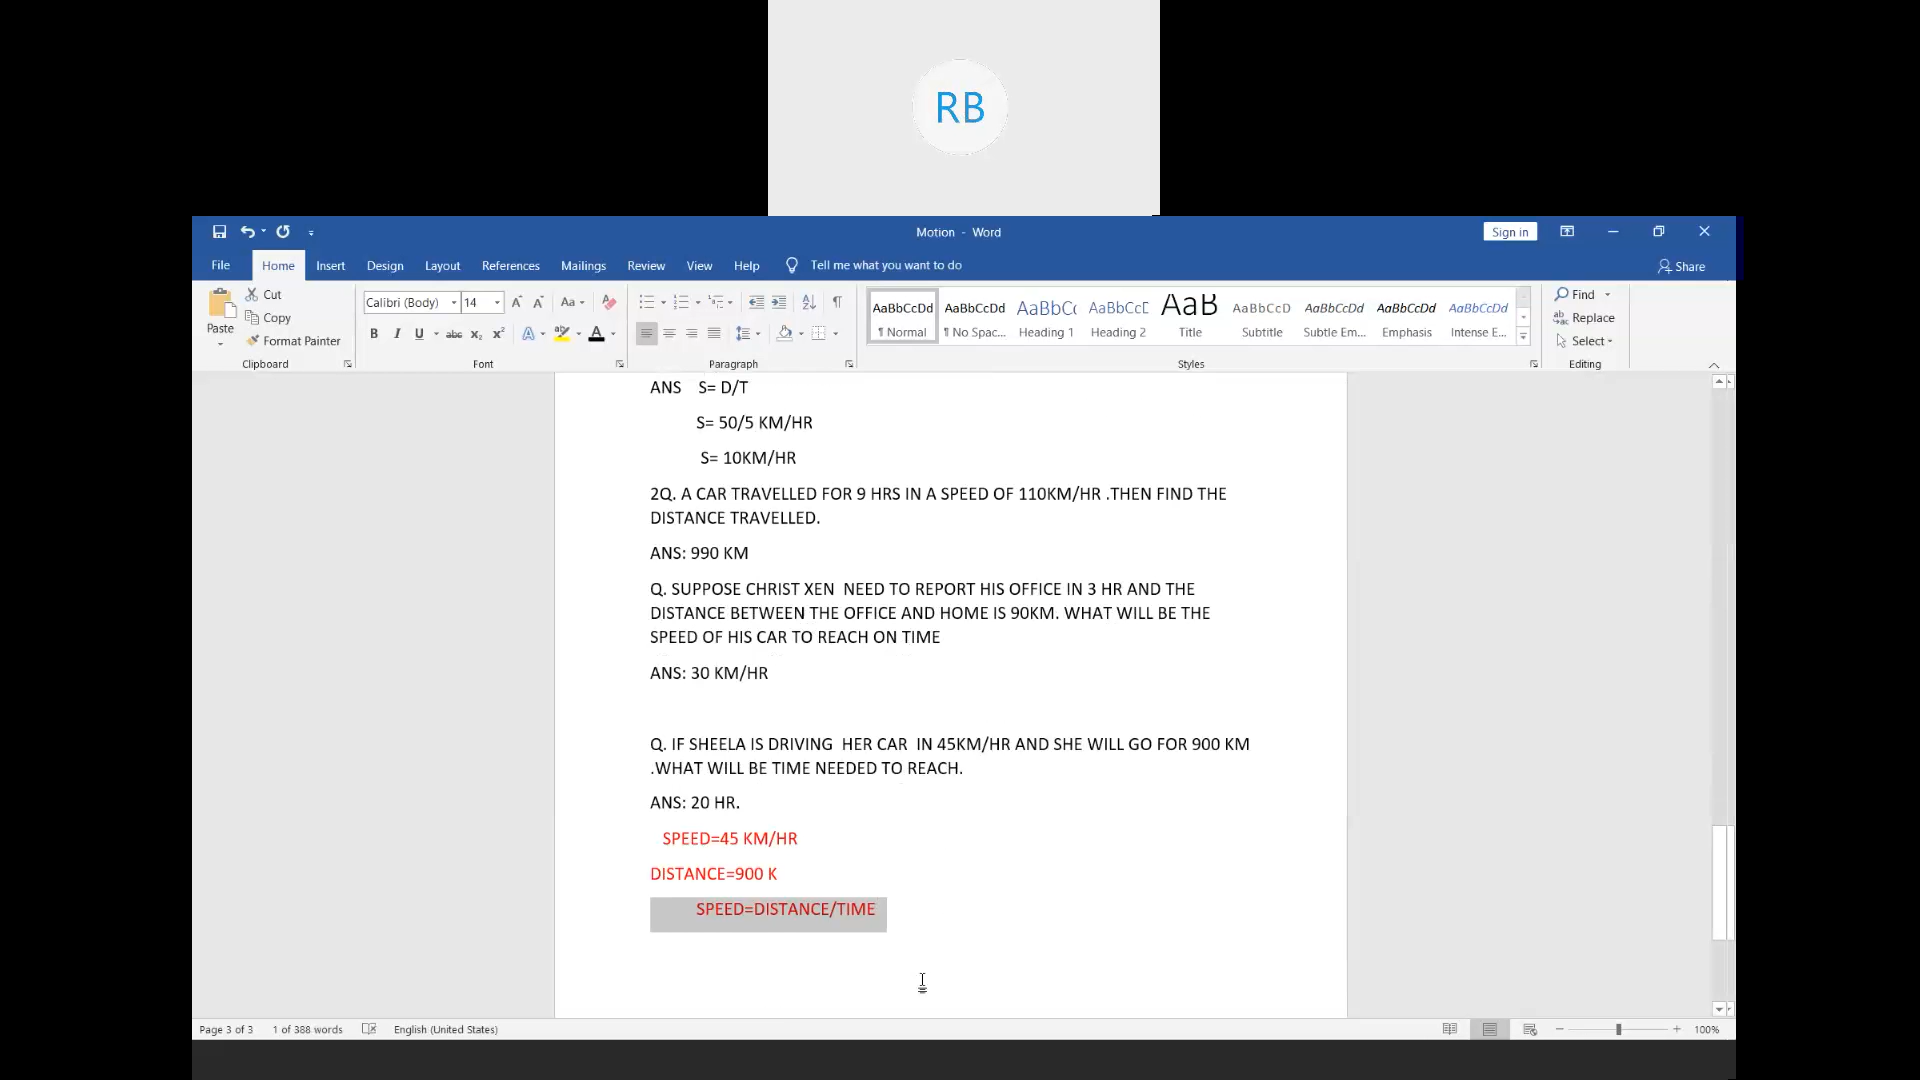 RB
Motion - Word
Sign in
File Home Insert Design Layout References Mailings Review View Help Tell me what you want to do
Share
Paste
Cut
Copy
Format Painter
Clipboard
Calibri (Body) 14
Aa
B I U abc x₂ x²
A A
Font
Paragraph
AaBbCcDd AaBbCcDd AaBbCc AaBbCcE AaB AaBbCcD AaBbCcDd AaBbCcDd AaBbCcDd
¶ Normal ¶ No Spac... Heading 1 Heading 2 Title Subtitle Subtle Em... Emphasis Intense E...
Styles
Find
Replace
Select
Editing
ANS S= D/T
S= 50/5 KM/HR
S= 10KM/HR
2Q. A CAR TRAVELLED FOR 9 HRS IN A SPEED OF 110KM/HR .THEN FIND THE
DISTANCE TRAVELLED.
ANS: 990 KM
Q. SUPPOSE CHRIST XEN NEED TO REPORT HIS OFFICE IN 3 HR AND THE
DISTANCE BETWEEN THE OFFICE AND HOME IS 90KM. WHAT WILL BE THE
SPEED OF HIS CAR TO REACH ON TIME
ANS: 30 KM/HR
Q. IF SHEELA IS DRIVING HER CAR IN 45KM/HR AND SHE WILL GO FOR 900 KM
.WHAT WILL BE TIME NEEDED TO REACH.
ANS: 20 HR.
SPEED=45 KM/HR
DISTANCE=900 K
SPEED=DISTANCE/TIME
Page 3 of 3 1 of 388 words English (United States) 100%